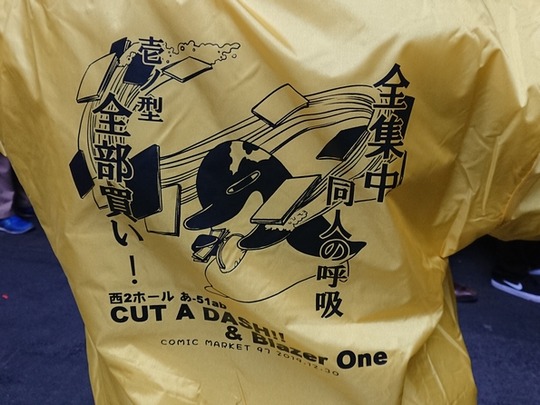 全集中
同人の呼吸
壱ノ型
全部買い!
西2ホール あ-51ab
CUT A DASH!!
& Blazer One
COMIC MARKET 97 2019.12.30